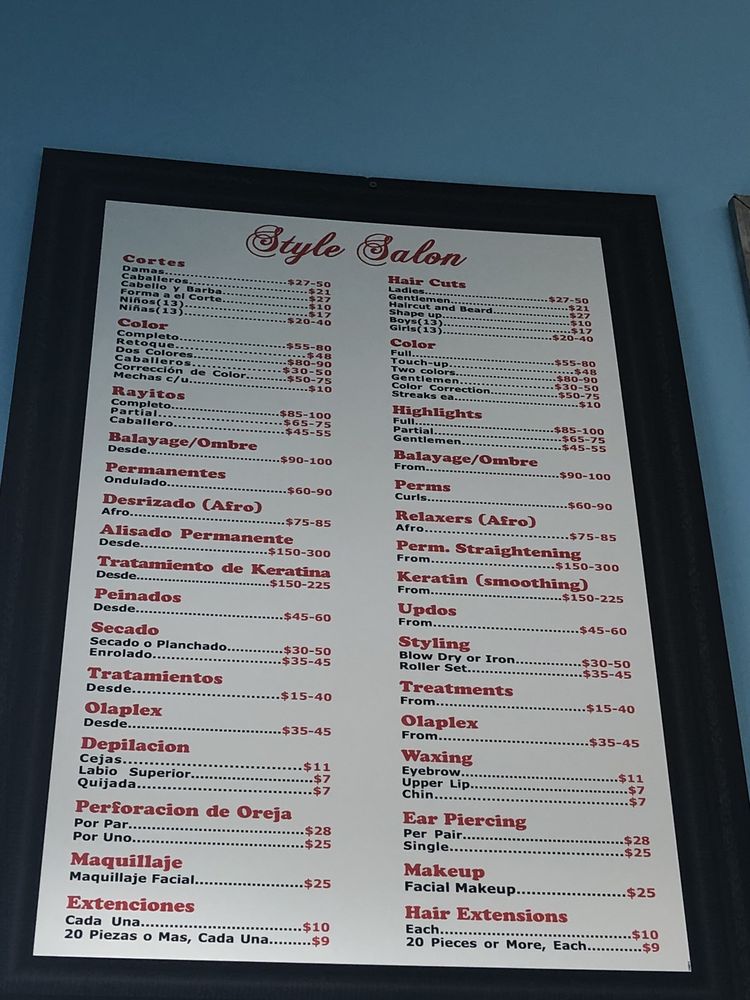 Style Salon
Cortes
Damas....................$27-50
Caballeros....................$21
Cabello y Barba....................$27
Forma a el Corte....................$10
Niños(13)....................$17
Niñas(13)....................$20-40
Color
Completo....................$55-80
Retoque....................$48
Dos Colores....................$80-90
Caballeros....................$30-50
Corrección de Color....................$50-75
Mechas c/u....................$10
Rayitos
Completo....................$85-100
Partial....................$65-75
Caballero....................$45-55
Balayage/Ombre
Desde....................$90-100
Permanentes
Ondulado....................$60-90
Desrizado (Afro)
Afro....................$75-85
Alisado Permanente
Desde....................$150-300
Tratamiento de Keratina
Desde....................$150-225
Peinados
Desde....................$45-60
Secado
Secado o Planchado..........$30-50
Enrolado....................$35-45
Tratamientos
Desde....................$15-40
Olaplex
Desde....................$35-45
Depilacion
Cejas....................$11
Labio Superior....................$7
Quijada....................$7
Perforacion de Oreja
Por Par....................$28
Por Uno....................$25
Maquillaje
Maquillaje Facial..............$25
Extenciones
Cada Una....................$10
20 Piezas o Mas, Cada Una.........$9
Hair Cuts
Ladies....................$27-50
Gentlemen....................$21
Haircut and Beard....................$27
Shape up....................$10
Boys(13)....................$17
Girls(13)....................$20-40
Color
Full....................$55-80
Touch-up....................$48
Two colors....................$80-90
Gentlemen....................$30-50
Color Correction....................$50-75
Streaks ea....................$10
Highlights
Full....................$85-100
Partial....................$65-75
Gentlemen....................$45-55
Balayage/Ombre
From....................$90-100
Perms
Curls....................$60-90
Relaxers (Afro)
Afro....................$75-85
Perm. Straightening
From....................$150-300
Keratin (smoothing)
From....................$150-225
Updos
From....................$45-60
Styling
Blow Dry or Iron..........$30-50
Roller Set....................$35-45
Treatments
From....................$15-40
Olaplex
From....................$35-45
Waxing
Eyebrow....................$11
Upper Lip....................$7
Chin....................$7
Ear Piercing
Per Pair....................$28
Single....................$25
Makeup
Facial Makeup..............$25
Hair Extensions
Each....................$10
20 Pieces or More, Each..........$9